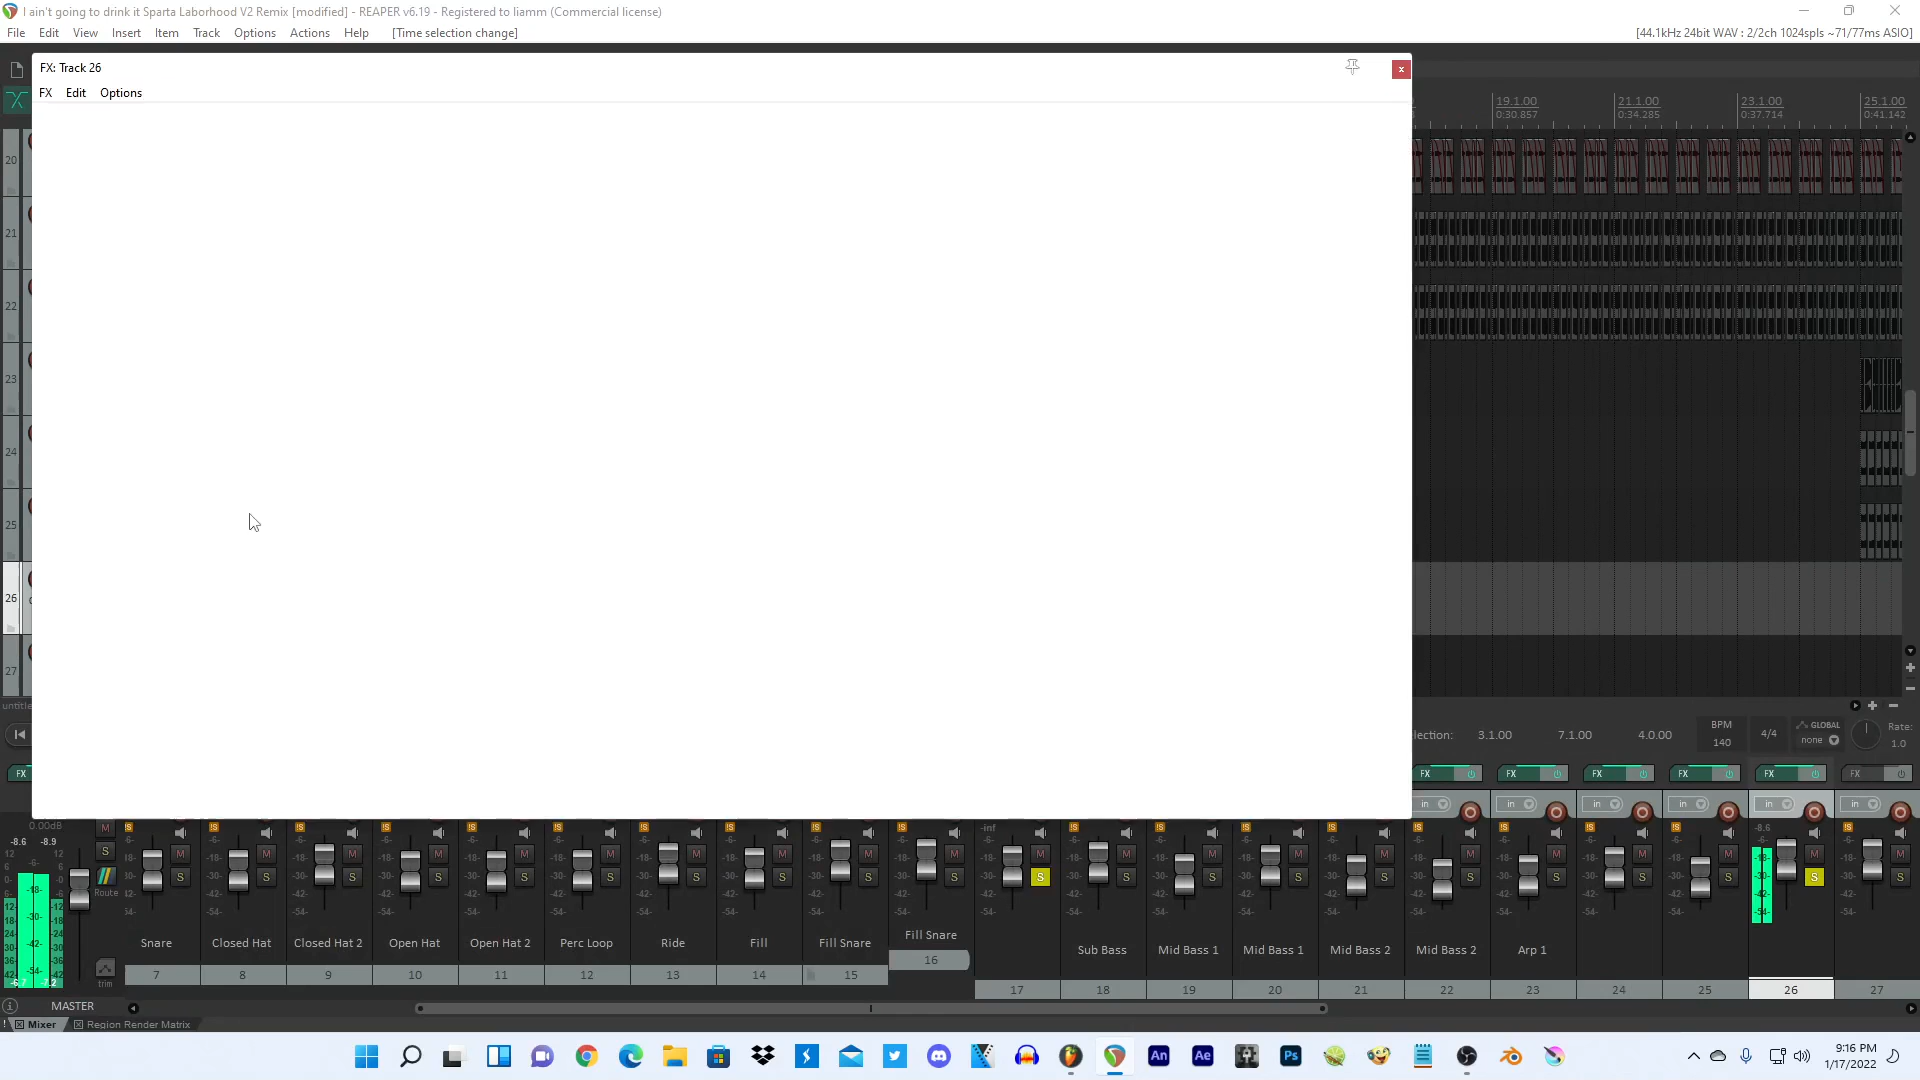 I ain't going to drink it Sparta Laborhood V2 Remix [modified] - REAPER v6.19 - Registered to liamm (Commercial license)
File Edit View Insert Item Track Options Actions Help [Time selection change]
[44.1kHz 24bit WAV : 2/2ch 1024spls ~71/77ms ASIO]
FX: Track 26
FX Edit Options
19.1.00 21.1.00 23.1.00 25.1.00
0:30.857 0:34.285 0:37.714 0:41.142
20
21
22
23
24
25
26
27
lection: 3.1.00 7.1.00 4.0.00
BPM
140
4/4
GLOBAL
none
Rate:
1.0
FX FX FX FX FX FX FX
in in in in in in
0.00dB
-8.6 -8.9
-inf -8.6
M M M M M M M M M M M M M M M M M M M M M M
S S S S S S S S S S S S S S S S S S S S S S
Route
trim
Snare Closed Hat Closed Hat 2 Open Hat Open Hat 2 Perc Loop Ride Fill Fill Snare Fill Snare Sub Bass Mid Bass 1 Mid Bass 1 Mid Bass 2 Mid Bass 2 Arp 1
7 8 9 10 11 12 13 14 15 16 17 18 19 20 21 22 23 24 25 26 27
MASTER
Mixer Region Render Matrix
An Ae Ps
9:16 PM
1/17/2022